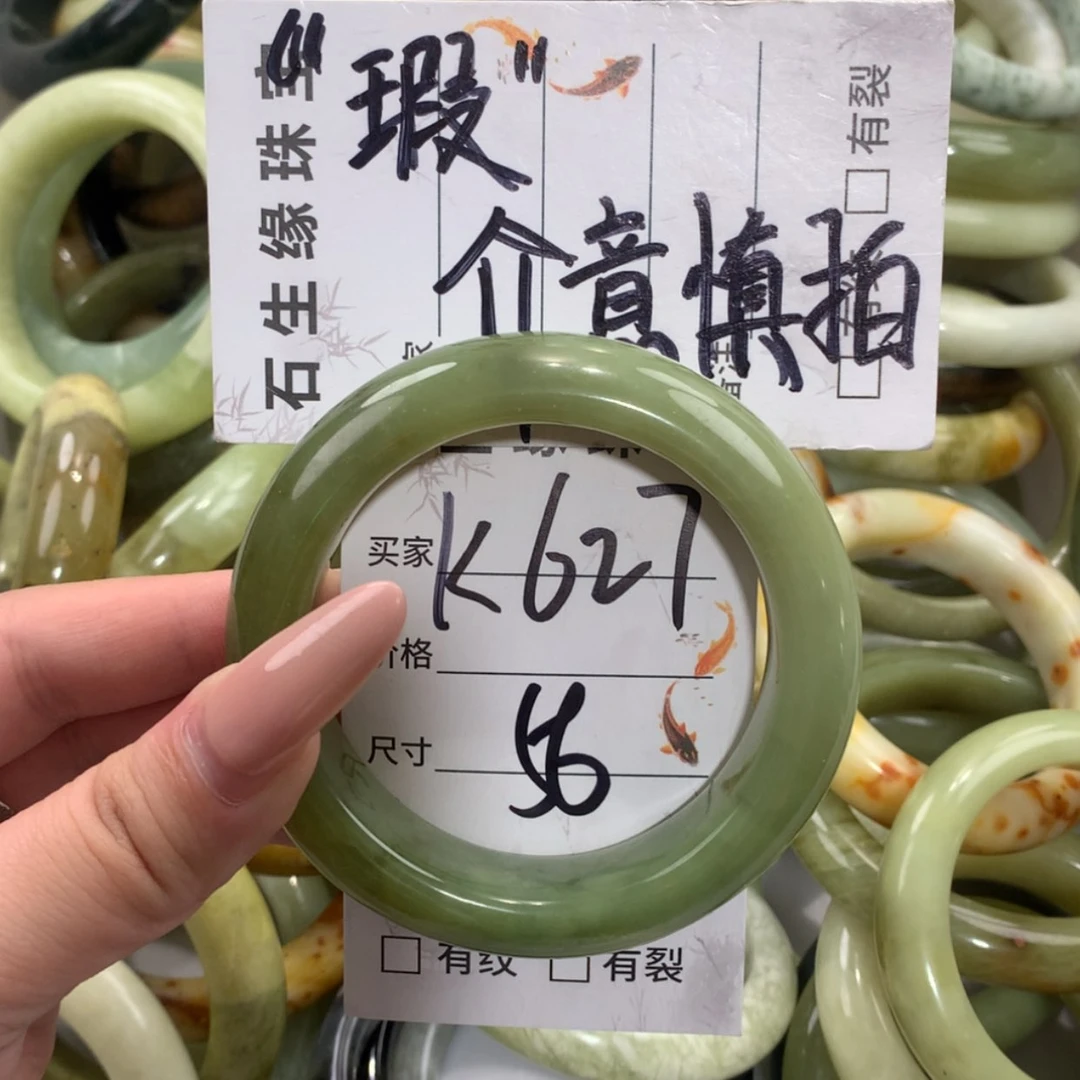 石生缘珠宝
"瑕"
介意慎拍
有裂
买家 K627
价格
尺寸 56
有纹 有裂